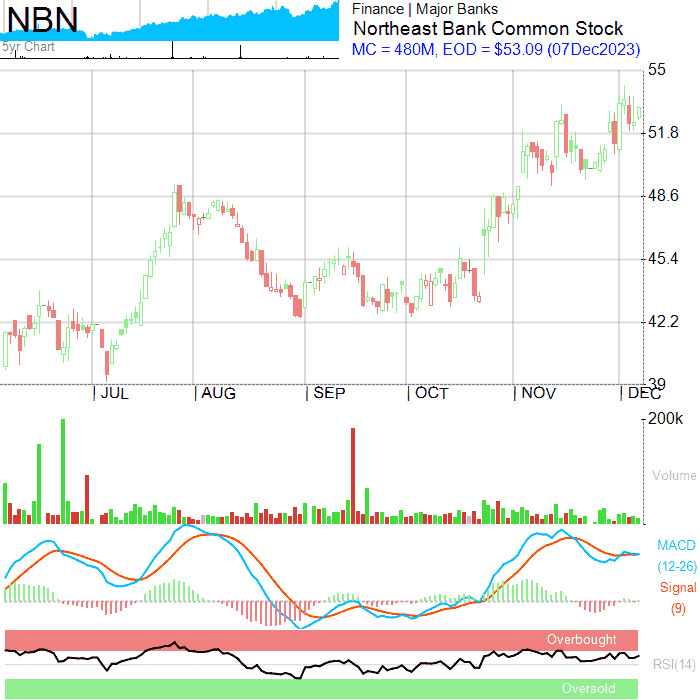 NBN
5yr Chart
Finance | Major Banks
Northeast Bank Common Stock
MC = 480M, EOD = $53.09 (07Dec2023)
55
51.8
48.6
45.4
42.2
39
JUL AUG SEP OCT NOV DEC
200k
Volume
MACD
(12-26)
Signal
(9)
Overbought
RSI(14)
Oversold